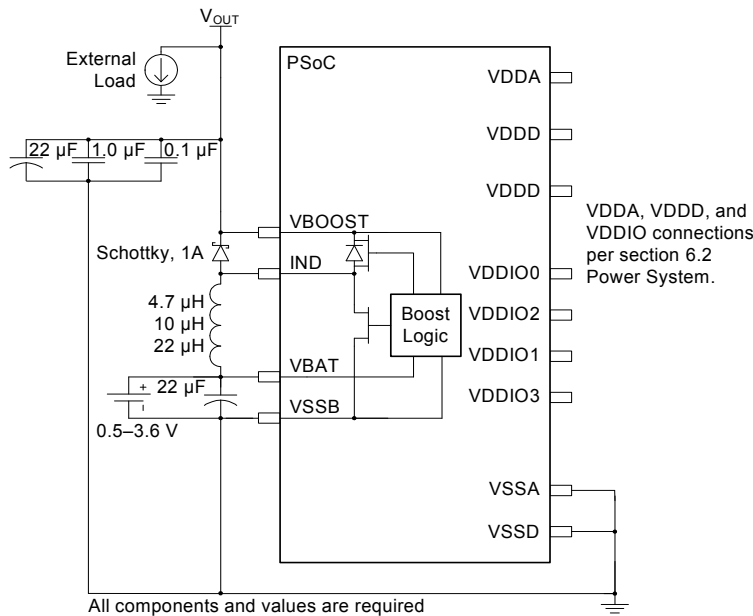 VOUT
External
Load
PSoC
VDDA
VDDD
VDDD
22 µF 1.0 µF 0.1 µF
VDDA, VDDD, and
VDDIO connections
per section 6.2
Power System.
VBOOST
Schottky, 1A
IND
VDDIO0
4.7 µH
10 µH
22 µH
Boost
Logic
VDDIO2
VDDIO1
VBAT
22 µF
+
VDDIO3
VSSB
0.5–3.6 V
VSSA
VSSD
All components and values are required